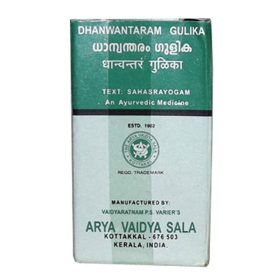 DHANWANTARAM GULIKA
ധാന്വന്തരം ഗുളിക
धान्वन्तरं गुळिका
TEXT: SAHASRAYOGAM
An Ayurvedic Medicine
ESTD. 1902
REGD. TRADEMARK
MANUFACTURED BY:
VAIDYARATNAM P.S. VARIER'S
ARYA VAIDYA SALA
KOTTAKKAL - 676 503
KERALA, INDIA.